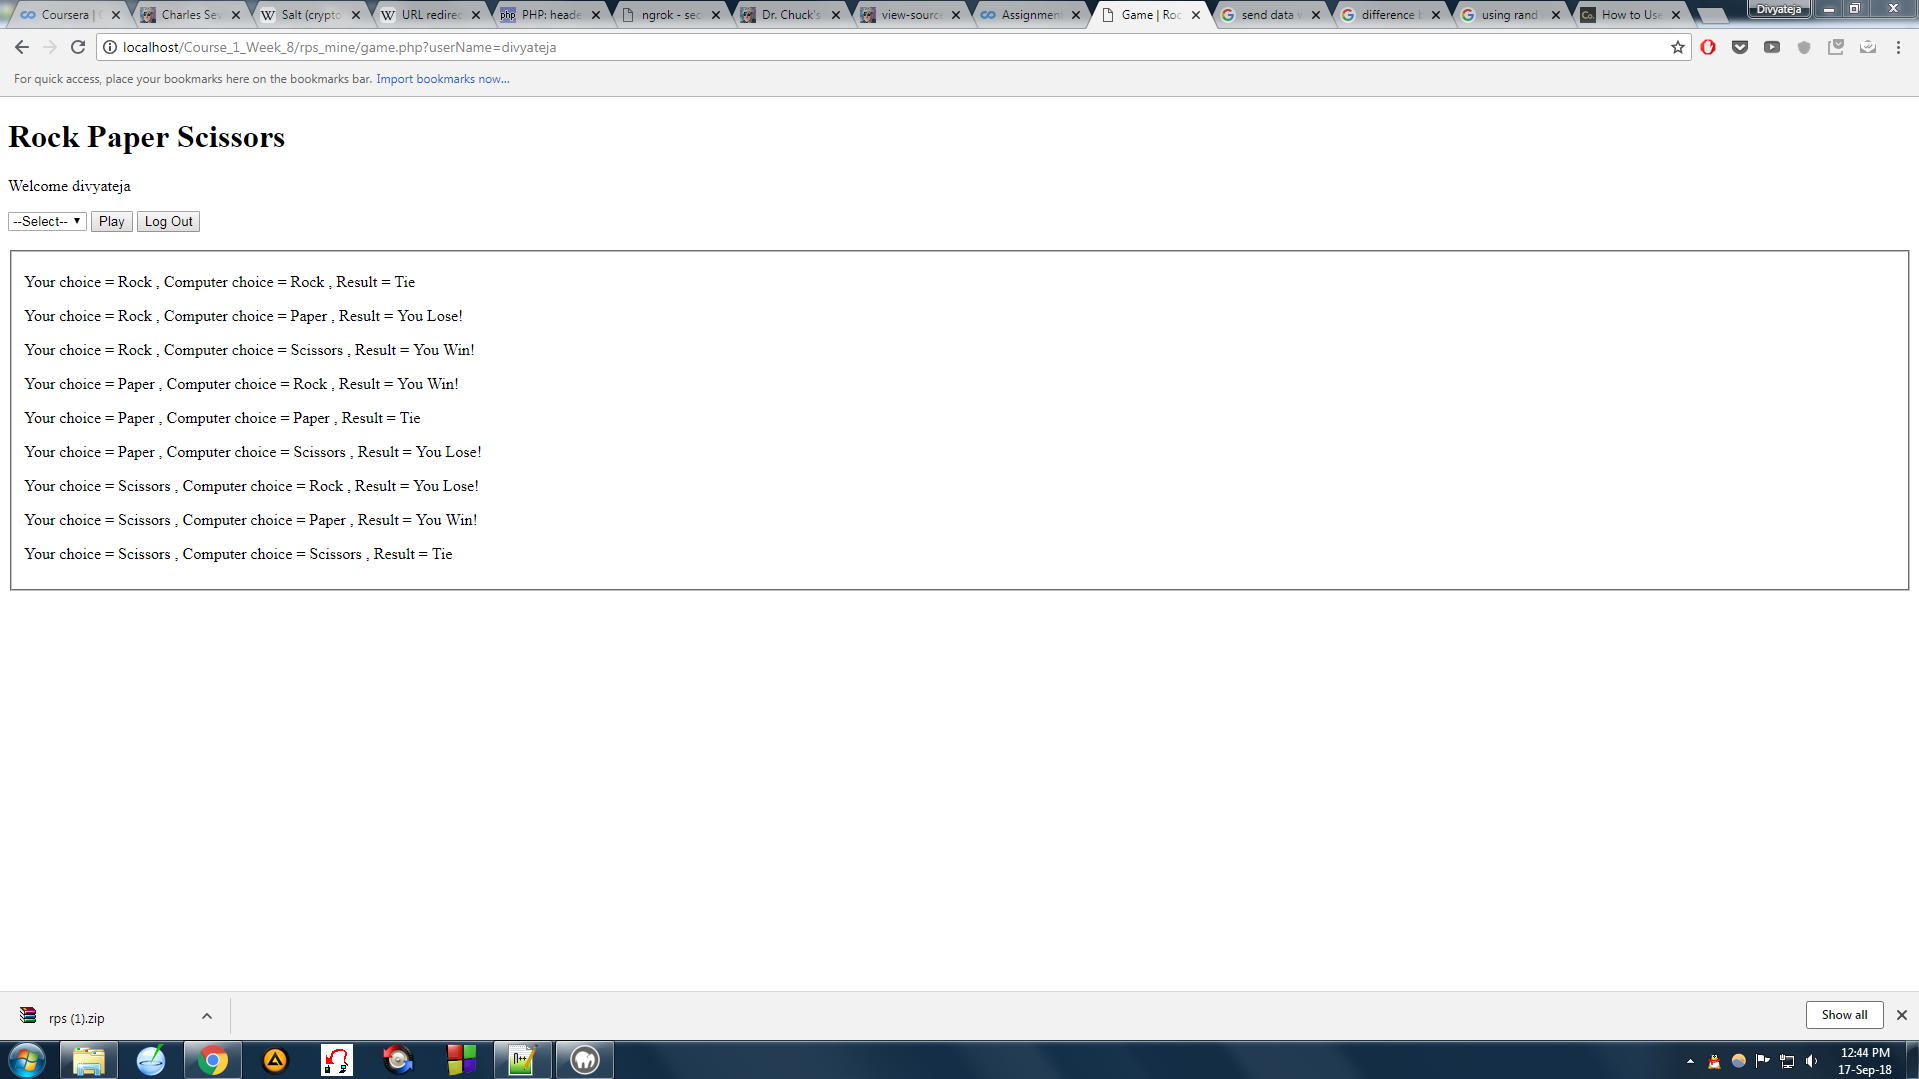 Coursera |
Charles Sev
Salt (crypto
URL redirec
PHP: heade
ngrok - sec
Dr. Chuck's
view-source
Assignment
Game | Roc
send data
difference
using rand
How to Use
Divyateja
localhost/Course_1_Week_8/rps_mine/game.php?userName=divyateja
For quick access, place your bookmarks here on the bookmarks bar. Import bookmarks now...
Rock Paper Scissors
Welcome divyateja
--Select-- Play Log Out
Your choice = Rock , Computer choice = Rock , Result = Tie
Your choice = Rock , Computer choice = Paper , Result = You Lose!
Your choice = Rock , Computer choice = Scissors , Result = You Win!
Your choice = Paper , Computer choice = Rock , Result = You Win!
Your choice = Paper , Computer choice = Paper , Result = Tie
Your choice = Paper , Computer choice = Scissors , Result = You Lose!
Your choice = Scissors , Computer choice = Rock , Result = You Lose!
Your choice = Scissors , Computer choice = Paper , Result = You Win!
Your choice = Scissors , Computer choice = Scissors , Result = Tie
rps (1).zip
Show all
12:44 PM
17-Sep-18